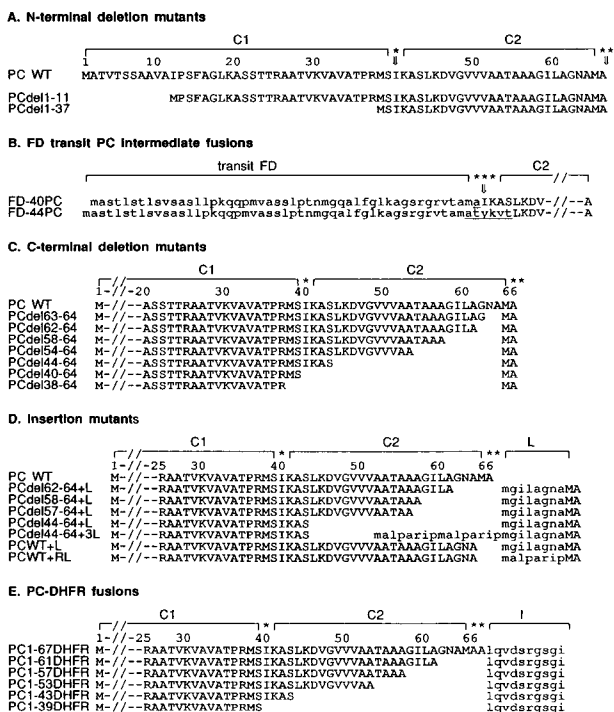 A. N-terminal deletion mutants
C1 * C2 **
1 10 20 30 ⇓ 50 60 ⇓
PC WT MATVTSSAAVAIPSFAGLKASSTTRAATVKVAVATPRMSIKASLKDVGVVVAATAAAGILAGNAMA
PCdel1-11 MPSFAGLKASSTTRAATVKVAVATPRMSIKASLKDVGVVVAATAAAGILAGNAMA
PCdel1-37 MSIKASLKDVGVVVAATAAAGILAGNAMA
B. FD transit PC intermediate fusions
transit FD *** C2
⇓ -//-
FD-40PC mastlstlsvsasllpkqqpmvasslptnmgqalfglkagsrgrvtamaIKASLKDV-//--A
FD-44PC mastlstlsvsasllpkqqpmvasslptnmgqalfglkagsrgrvtamatykvtLKDV-//--A
C. C-terminal deletion mutants
-//- C1 * C2 **
1-//--20 30 40 50 60 66
PC WT M-//--ASSTTRAATVKVAVATPRMSIKASLKDVGVVVAATAAAGILAGNAMA
PCdel63-64 M-//--ASSTTRAATVKVAVATPRMSIKASLKDVGVVVAATAAAGILAG MA
PCdel62-64 M-//--ASSTTRAATVKVAVATPRMSIKASLKDVGVVVAATAAAGILA MA
PCdel58-64 M-//--ASSTTRAATVKVAVATPRMSIKASLKDVGVVVAATAAA MA
PCdel54-64 M-//--ASSTTRAATVKVAVATPRMSIKASLKDVGVVVAA MA
PCdel44-64 M-//--ASSTTRAATVKVAVATPRMSIKAS MA
PCdel40-64 M-//--ASSTTRAATVKVAVATPRMS MA
PCdel38-64 M-//--ASSTTRAATVKVAVATPR MA
D. Insertion mutants
-//- C1 * C2 ** L
1-//--25 30 40 50 60 66
PC WT M-//--RAATVKVAVATPRMSIKASLKDVGVVVAATAAAGILAGNAMA
PCdel62-64+L M-//--RAATVKVAVATPRMSIKASLKDVGVVVAATAAAGILA mgilagnaMA
PCdel58-64+L M-//--RAATVKVAVATPRMSIKASLKDVGVVVAATAAA mgilagnaMA
PCdel57-64+L M-//--RAATVKVAVATPRMSIKASLKDVGVVVAATAA mgilagnaMA
PCdel44-64+L M-//--RAATVKVAVATPRMSIKAS mgilagnaMA
PCdel44-64+3L M-//--RAATVKVAVATPRMSIKAS malparipmalparipmgilagnaMA
PCWT+L M-//--RAATVKVAVATPRMSIKASLKDVGVVVAATAAAGILAGNA mgilagnaMA
PCWT+RL M-//--RAATVKVAVATPRMSIKASLKDVGVVVAATAAAGILAGNA malparipMA
E. PC-DHFR fusions
-//- C1 * C2 ** l
1-//--25 30 40 50 60 66
PC1-67DHFR M-//--RAATVKVAVATPRMSIKASLKDVGVVVAATAAAGILAGNAMAAlqvdsrgsgi
PC1-61DHFR M-//--RAATVKVAVATPRMSIKASLKDVGVVVAATAAAGILA lqvdsrgsgi
PC1-57DHFR M-//--RAATVKVAVATPRMSIKASLKDVGVVVAATAAA lqvdsrgsgi
PC1-53DHFR M-//--RAATVKVAVATPRMSIKASLKDVGVVVAA lqvdsrgsgi
PC1-43DHFR M-//--RAATVKVAVATPRMSIKAS lqvdsrgsgi
PC1-39DHFR M-//--RAATVKVAVATPRMS lqvdsrgsgi